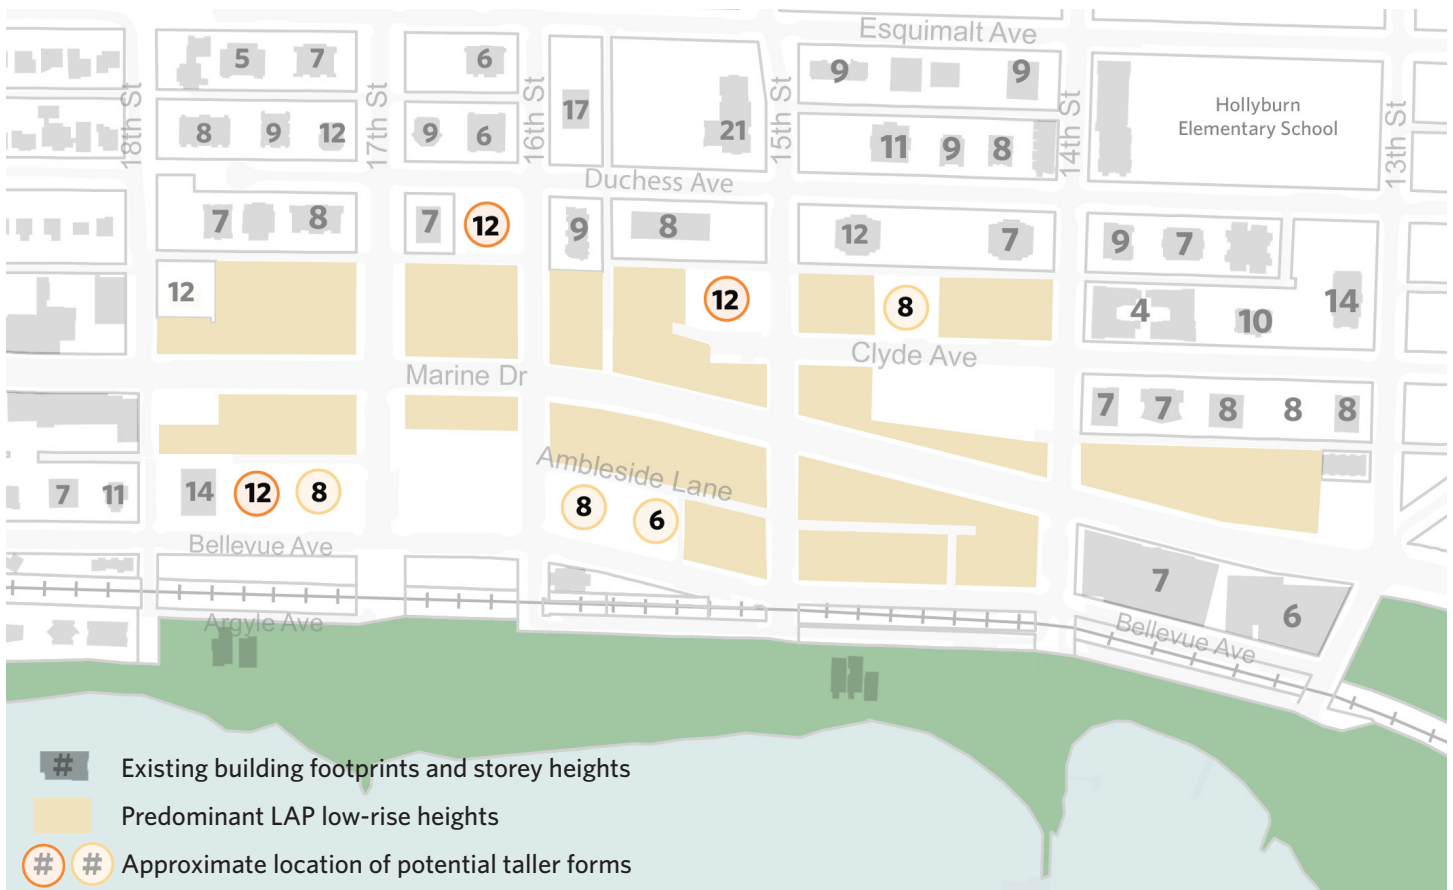 Esquimalt Ave
5
7
6
9
9
17
21
Hollyburn
Elementary School
8
9
12
9
6
11
9
8
18th St
17th St
16th St
15th St
14th St
13th St
Duchess Ave
7
8
7
12
9
8
12
7
9
7
12
12
8
4
10
14
Clyde Ave
Marine Dr
7
7
8
8
8
Ambleside Lane
7
11
14
12
8
8
6
Bellevue Ave
7
6
Argyle Ave
Bellevue Ave
# Existing building footprints and storey heights
Predominant LAP low-rise heights
# # Approximate location of potential taller forms